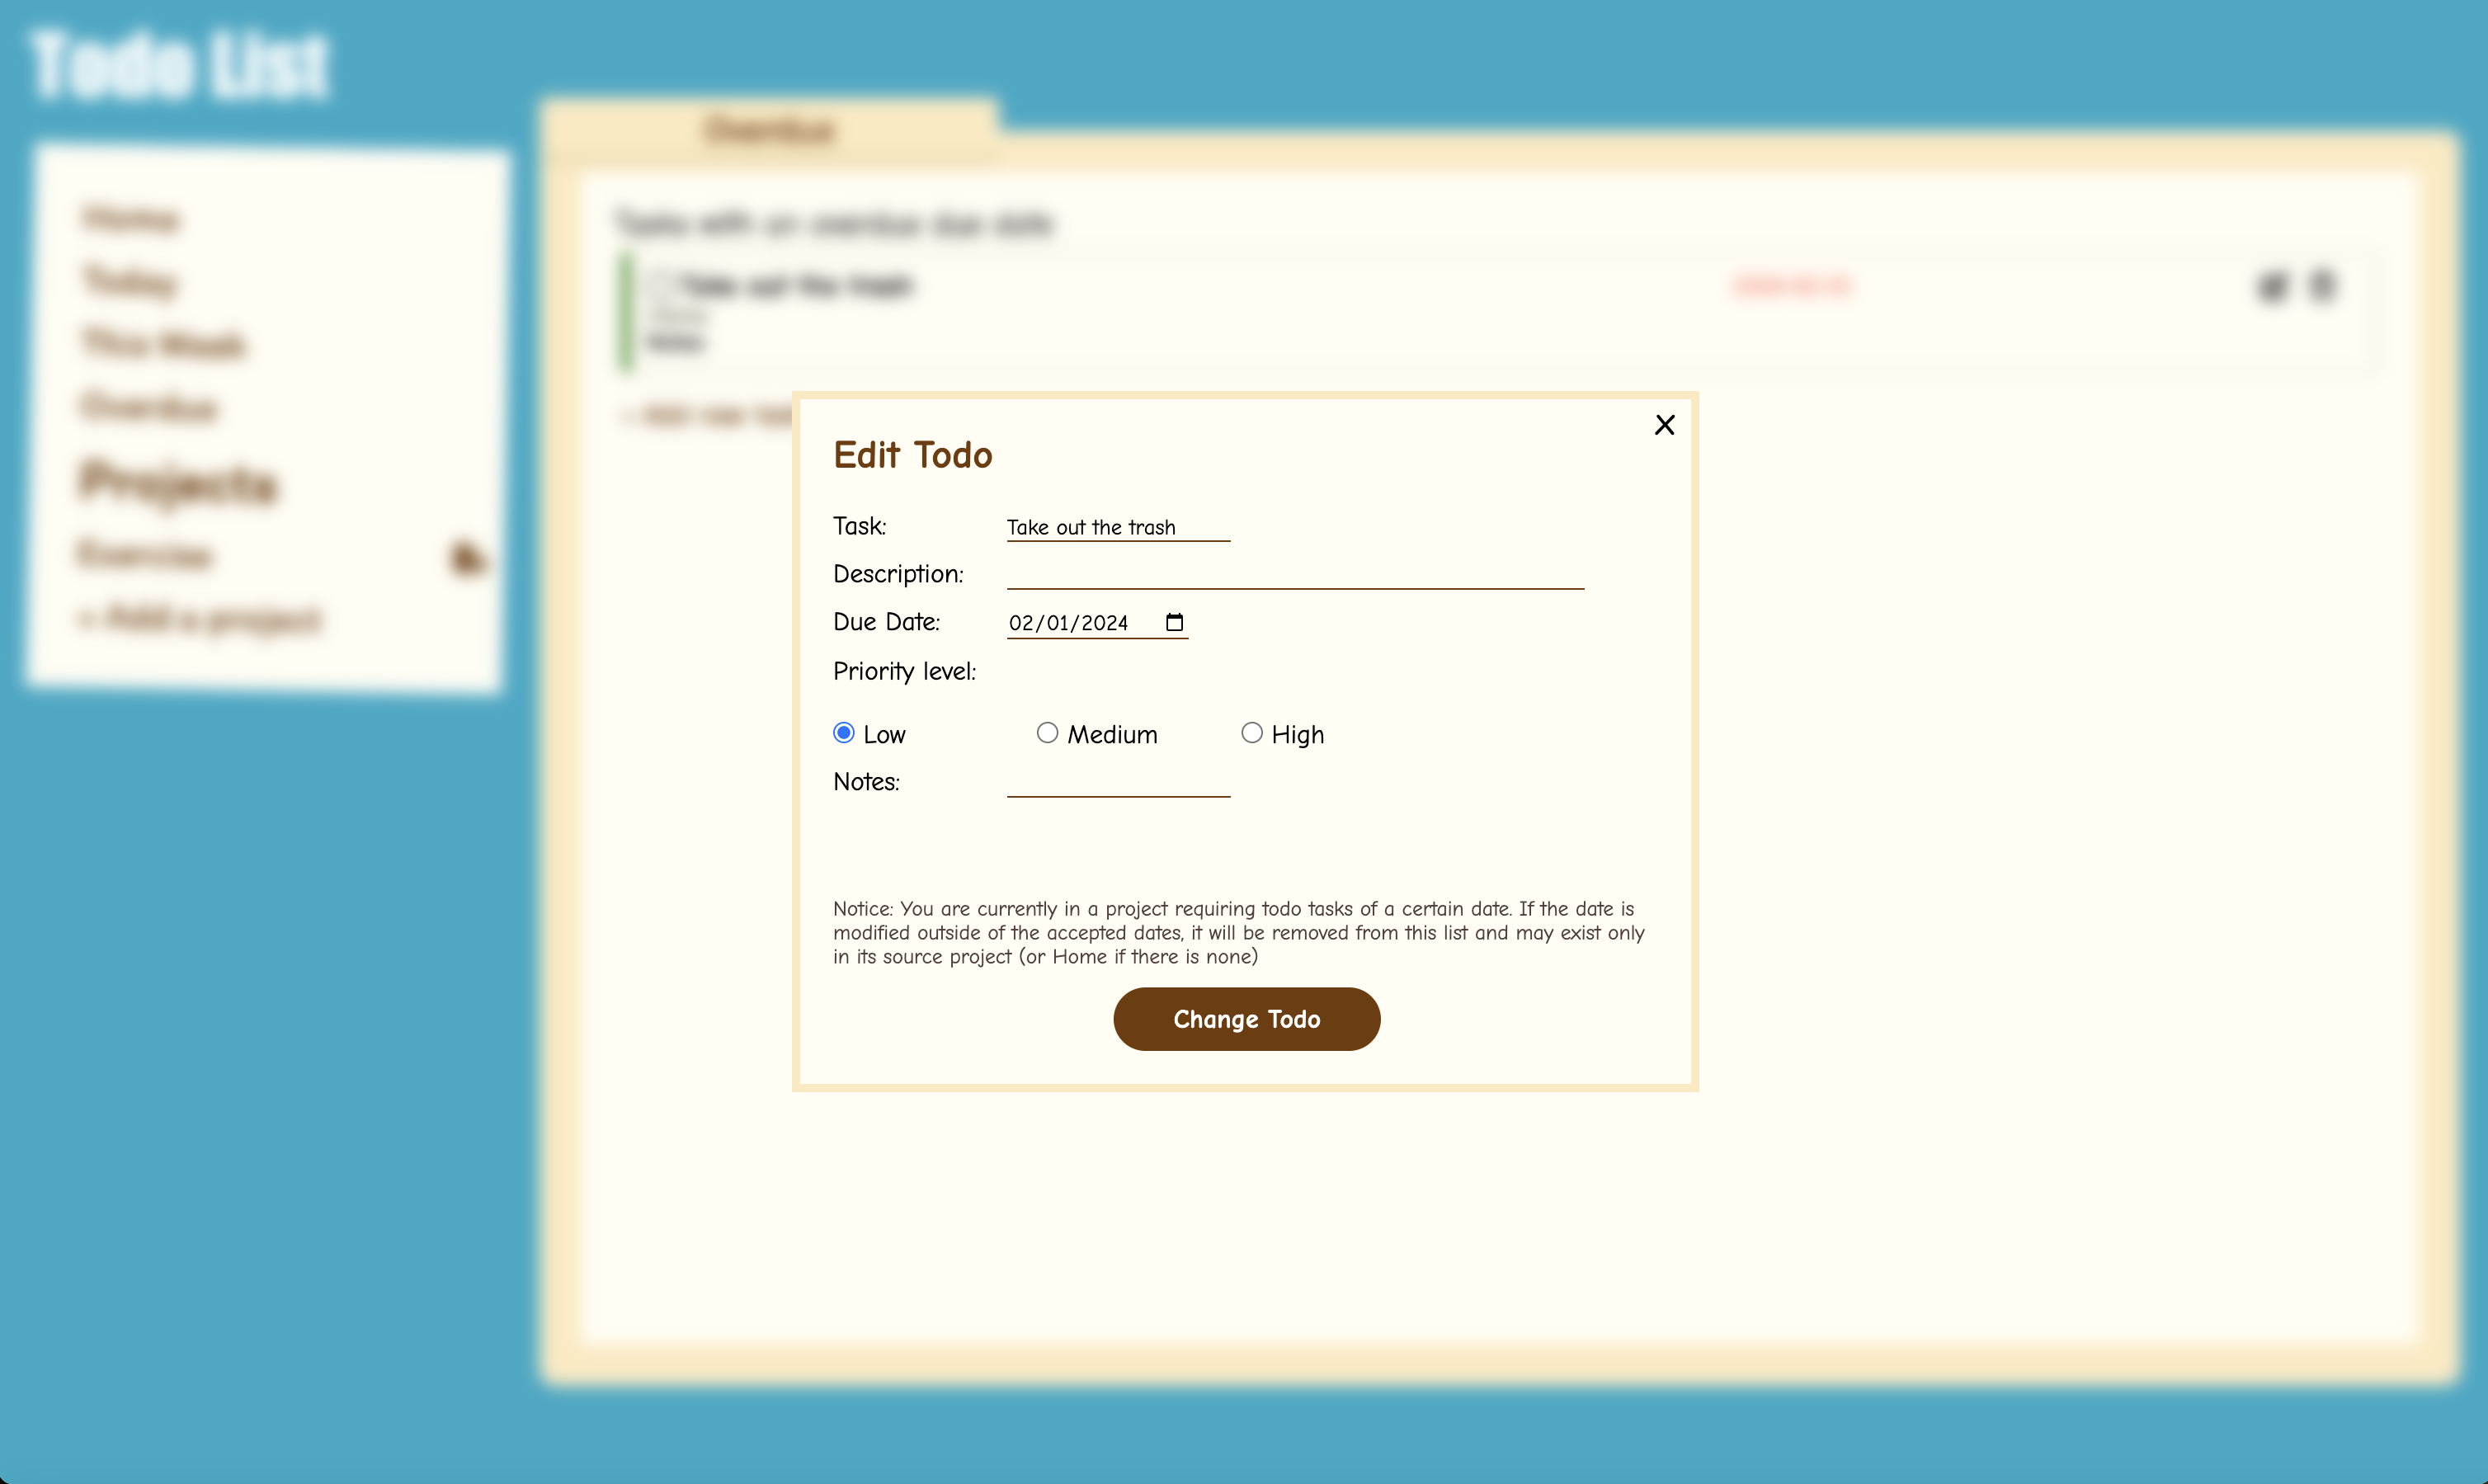 Todo List
Overdue
Home
Today
This Week
Overdue
Projects
Exercise
+ Add a project
Tasks with an overdue due date
Take out the trash
Notes
+ Add new
Edit Todo
Task: Take out the trash
Description:
Due Date: 02/01/2024
Priority level:
Low Medium High
Notes:
Notice: You are currently in a project requiring todo tasks of a certain date. If the date is
modified outside of the accepted dates, it will be removed from this list and may exist only
in its source project (or Home if there is none)
Change Todo